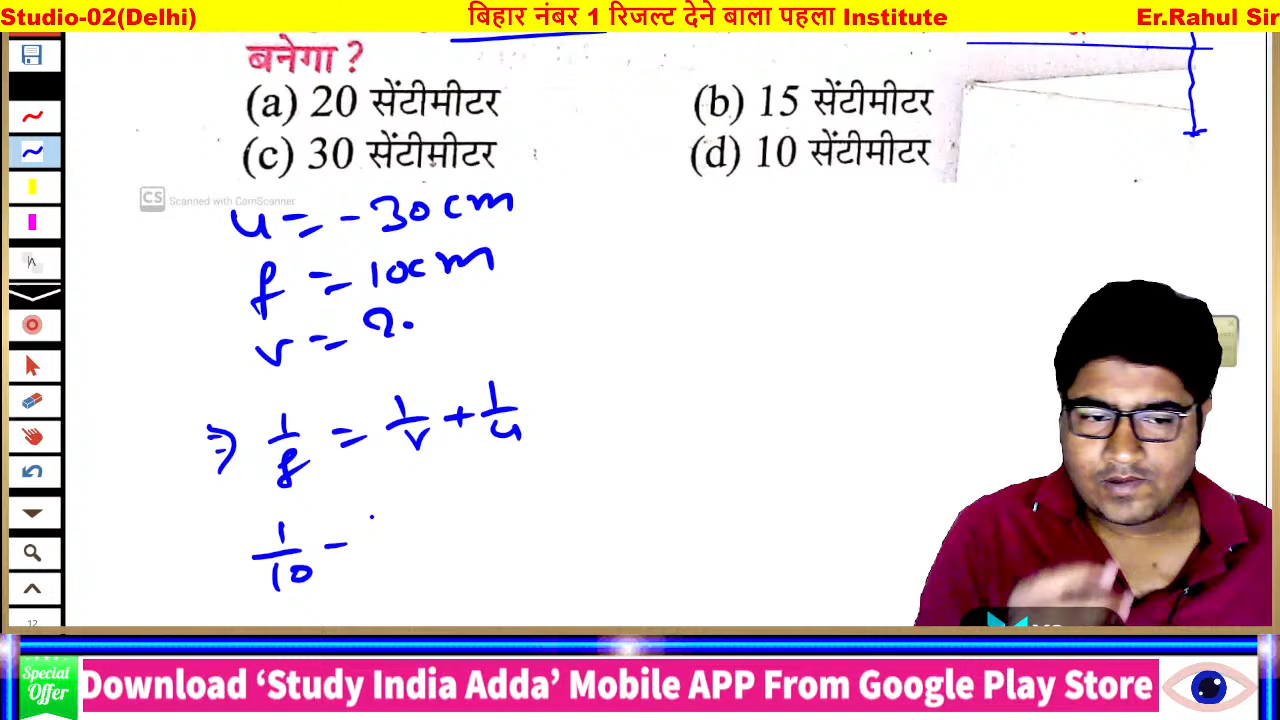 Studio-02(Delhi) बिहार नंबर 1 रिजल्ट देने बाला पहला Institute Er.Rahul Sir
बनेगा ?
(a) 20 सेंटीमीटर (b) 15 सेंटीमीटर
(c) 30 सेंटीमीटर (d) 10 सेंटीमीटर
CS Scanned with CamScanner
u = - 30 cm
f = 10 cm
v = ?
⇒ 1/f = 1/v + 1/u
1/10 -
12
Special Offer Download ‘Study India Adda’ Mobile APP From Google Play Store